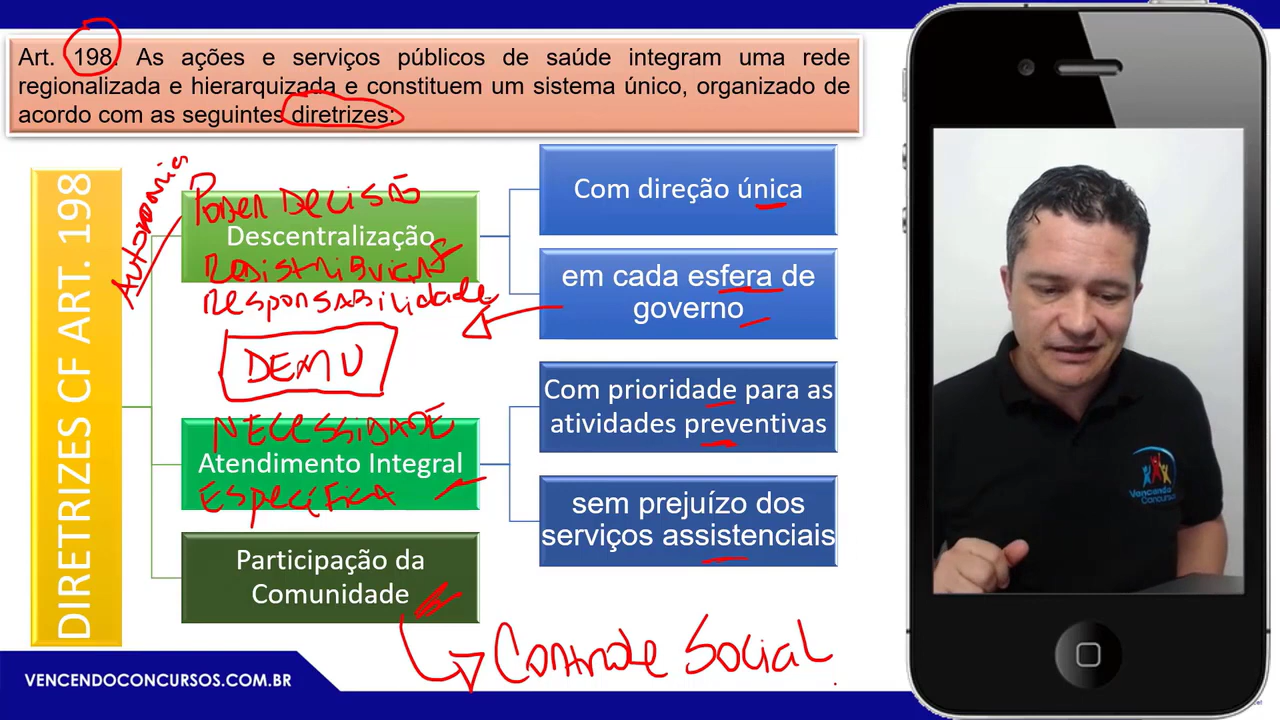 Art. 198. As ações e serviços públicos de saúde integram uma rede
regionalizada e hierarquizada e constituem um sistema único, organizado de
acordo com as seguintes diretrizes:
DIRETRIZES CF ART. 198
Autonomia
Poder Decisão
Descentralização
Redistribuição
Responsabilidade
DEMU
Com direção única
em cada esfera de
governo
NECESSIDADE
Atendimento Integral
Específica
Com prioridade para as
atividades preventivas
sem prejuízo dos
serviços assistenciais
Participação da
Comunidade
Controle Social
VENCENDOCONCURSOS.COM.BR
Vencendo
Concursos